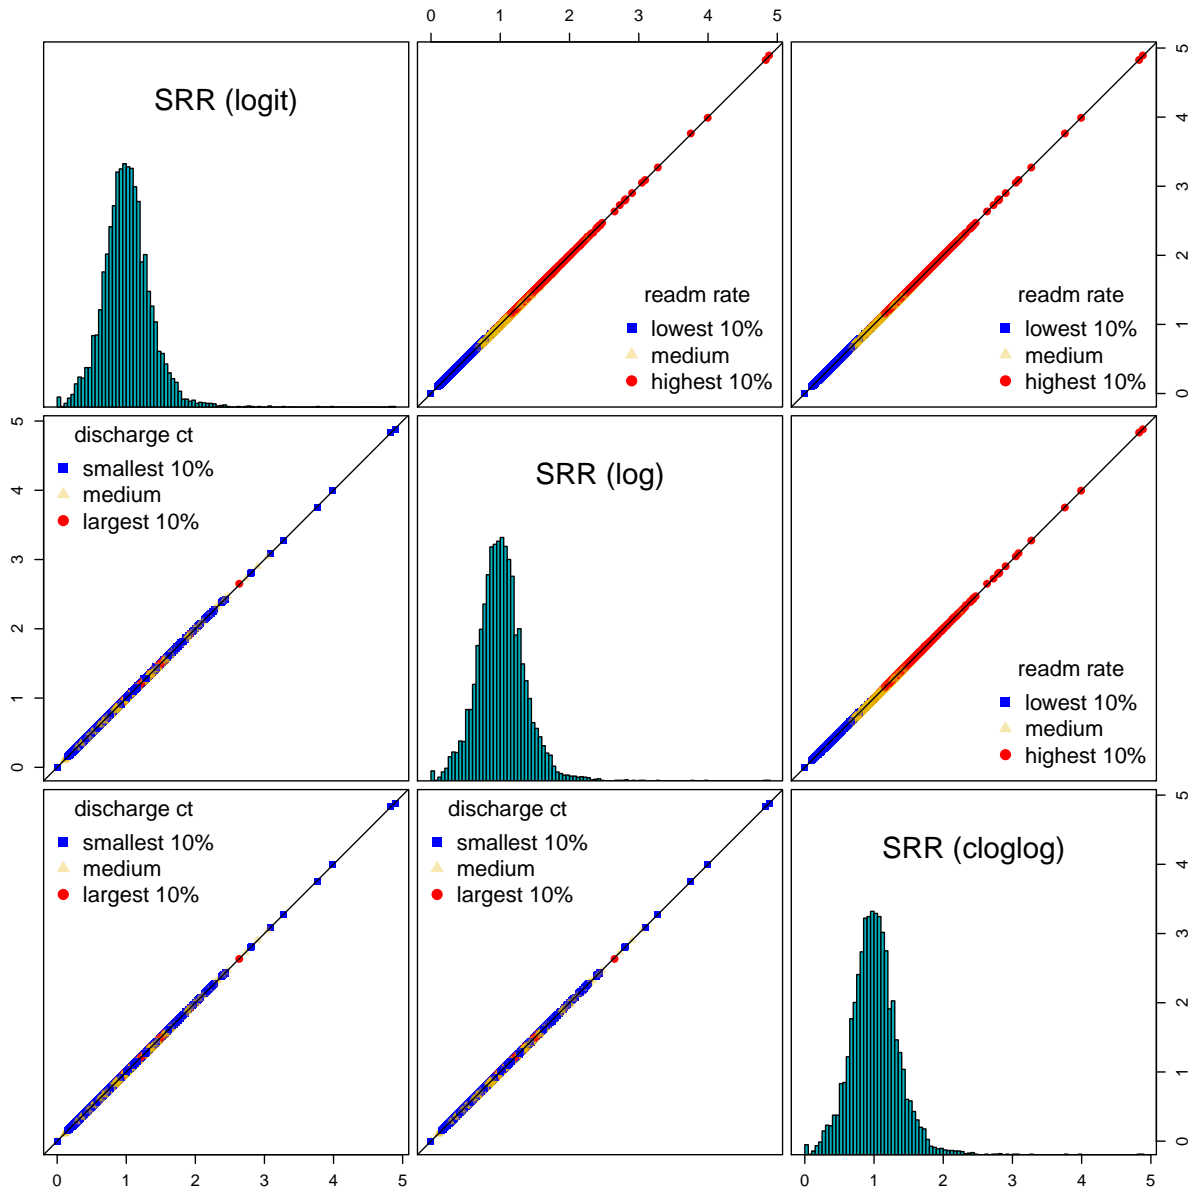 0 1 2 3 4 5
SRR (logit)
readm rate
lowest 10%
medium
highest 10%
readm rate
lowest 10%
medium
highest 10%
5
4
3
2
1
0
5
4
3
2
1
0
discharge ct
smallest 10%
medium
largest 10%
SRR (log)
readm rate
lowest 10%
medium
highest 10%
discharge ct
smallest 10%
medium
largest 10%
discharge ct
smallest 10%
medium
largest 10%
SRR (cloglog)
5
4
3
2
1
0
0 1 2 3 4 5
0 1 2 3 4 5